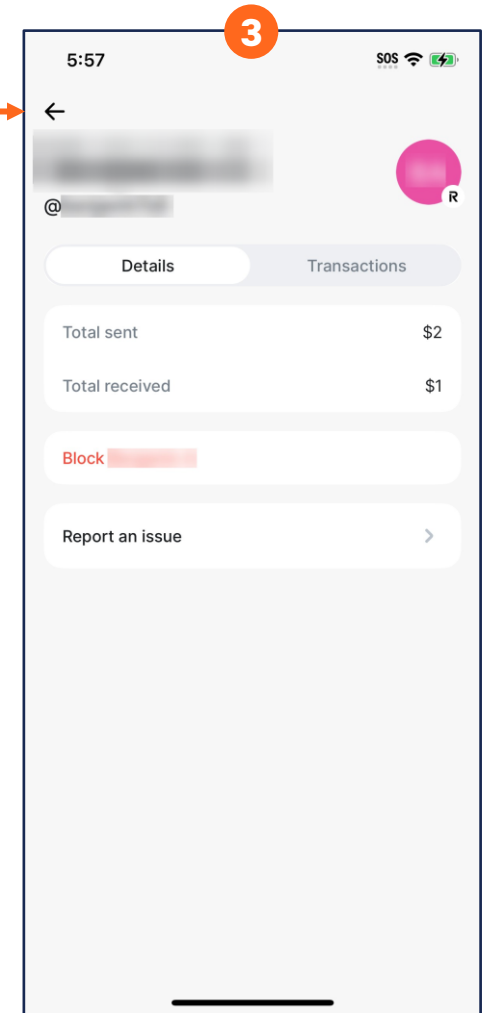 3
5:57
SOS
@
R
Details
Transactions
Total sent
$2
Total received
$1
Block
Report an issue